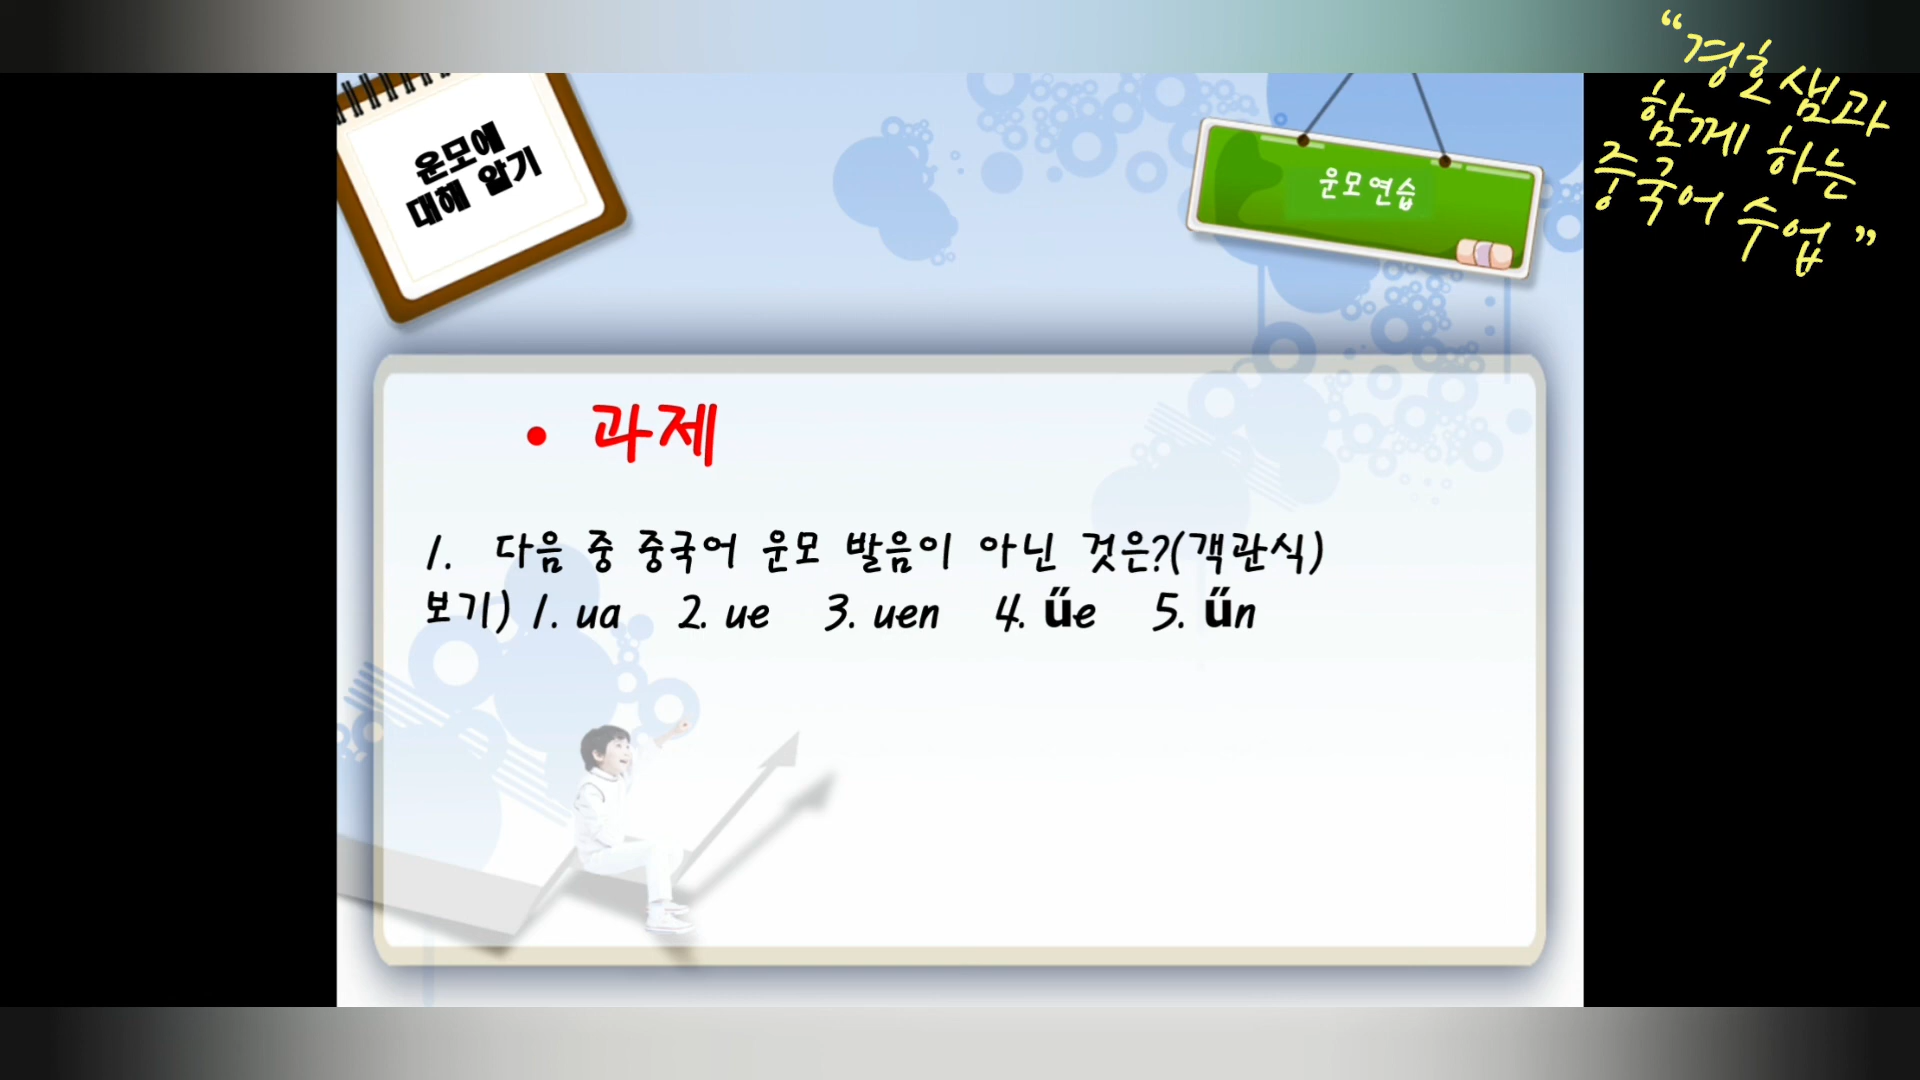 “경호샘과
함께 하는
중국어 수업”
운모에
대해 알기
운모연습
• 과제
1. 다음 중 중국어 운모 발음이 아닌 것은?(객관식)
보기) 1. ua 2. ue 3. uen 4. űe 5. űn